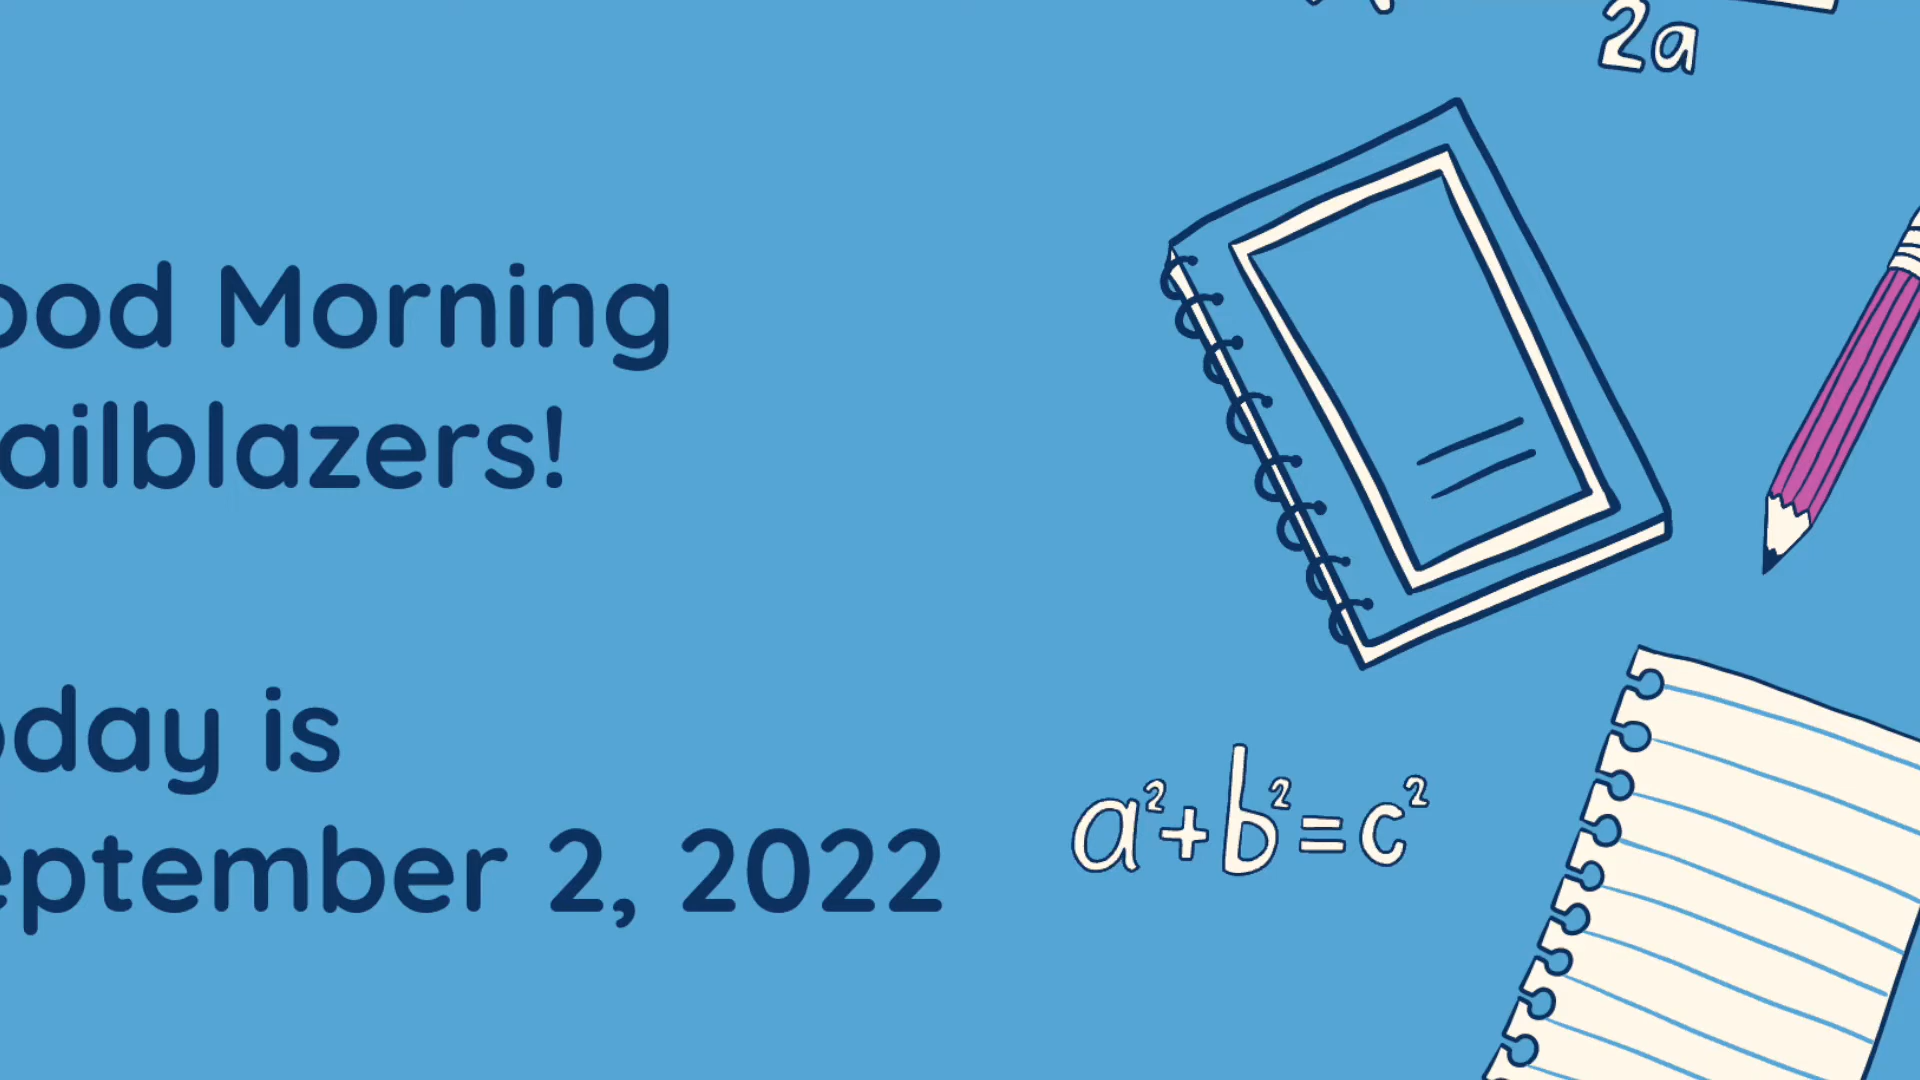 2a
ood Morning
ailblazers!
oday is
eptember 2, 2022
a²+b²=c²